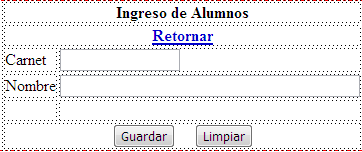 Ingreso de Alumnos
Retornar
Carnet
Nombre
Guardar Limpiar